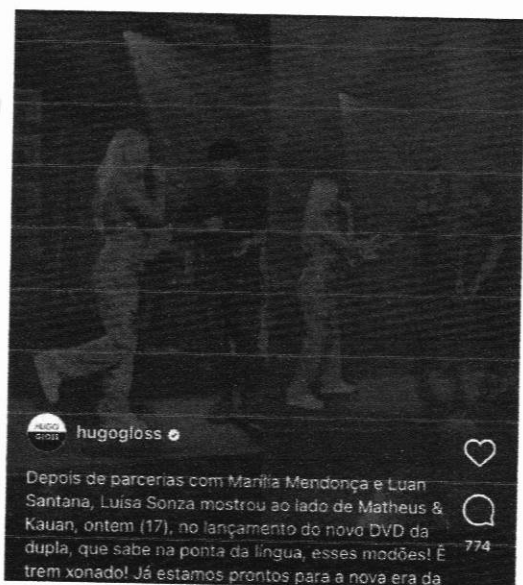 HUGO
GLOSS
hugogloss
Depois de parcerias com Marília Mendonça e Luan
Santana, Luísa Sonza mostrou ao lado de Matheus &
Kauan, ontem (17), no lançamento do novo DVD da
dupla, que sabe na ponta da língua, esses modões! É
trem xonado! Já estamos prontos para a nova era da
774